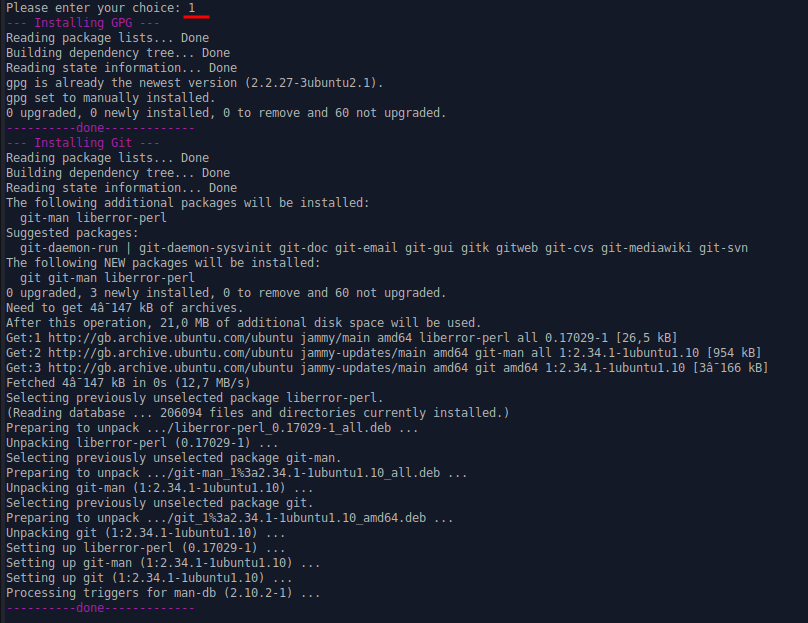 Please enter your choice: 1
--- Installing GPG ---
Reading package lists... Done
Building dependency tree... Done
Reading state information... Done
gpg is already the newest version (2.2.27-3ubuntu2.1).
gpg set to manually installed.
0 upgraded, 0 newly installed, 0 to remove and 60 not upgraded.
----------done-------------
--- Installing Git ---
Reading package lists... Done
Building dependency tree... Done
Reading state information... Done
The following additional packages will be installed:
  git-man liberror-perl
Suggested packages:
  git-daemon-run | git-daemon-sysvinit git-doc git-email git-gui gitk gitweb git-cvs git-mediawiki git-svn
The following NEW packages will be installed:
  git git-man liberror-perl
0 upgraded, 3 newly installed, 0 to remove and 60 not upgraded.
Need to get 4â¯147 kB of archives.
After this operation, 21,0 MB of additional disk space will be used.
Get:1 http://gb.archive.ubuntu.com/ubuntu jammy/main amd64 liberror-perl all 0.17029-1 [26,5 kB]
Get:2 http://gb.archive.ubuntu.com/ubuntu jammy-updates/main amd64 git-man all 1:2.34.1-1ubuntu1.10 [954 kB]
Get:3 http://gb.archive.ubuntu.com/ubuntu jammy-updates/main amd64 git amd64 1:2.34.1-1ubuntu1.10 [3â¯166 kB]
Fetched 4â¯147 kB in 0s (12,7 MB/s)
Selecting previously unselected package liberror-perl.
(Reading database ... 206094 files and directories currently installed.)
Preparing to unpack .../liberror-perl_0.17029-1_all.deb ...
Unpacking liberror-perl (0.17029-1) ...
Selecting previously unselected package git-man.
Preparing to unpack .../git-man_1%3a2.34.1-1ubuntu1.10_all.deb ...
Unpacking git-man (1:2.34.1-1ubuntu1.10) ...
Selecting previously unselected package git.
Preparing to unpack .../git_1%3a2.34.1-1ubuntu1.10_amd64.deb ...
Unpacking git (1:2.34.1-1ubuntu1.10) ...
Setting up liberror-perl (0.17029-1) ...
Setting up git-man (1:2.34.1-1ubuntu1.10) ...
Setting up git (1:2.34.1-1ubuntu1.10) ...
Processing triggers for man-db (2.10.2-1) ...
----------done-------------